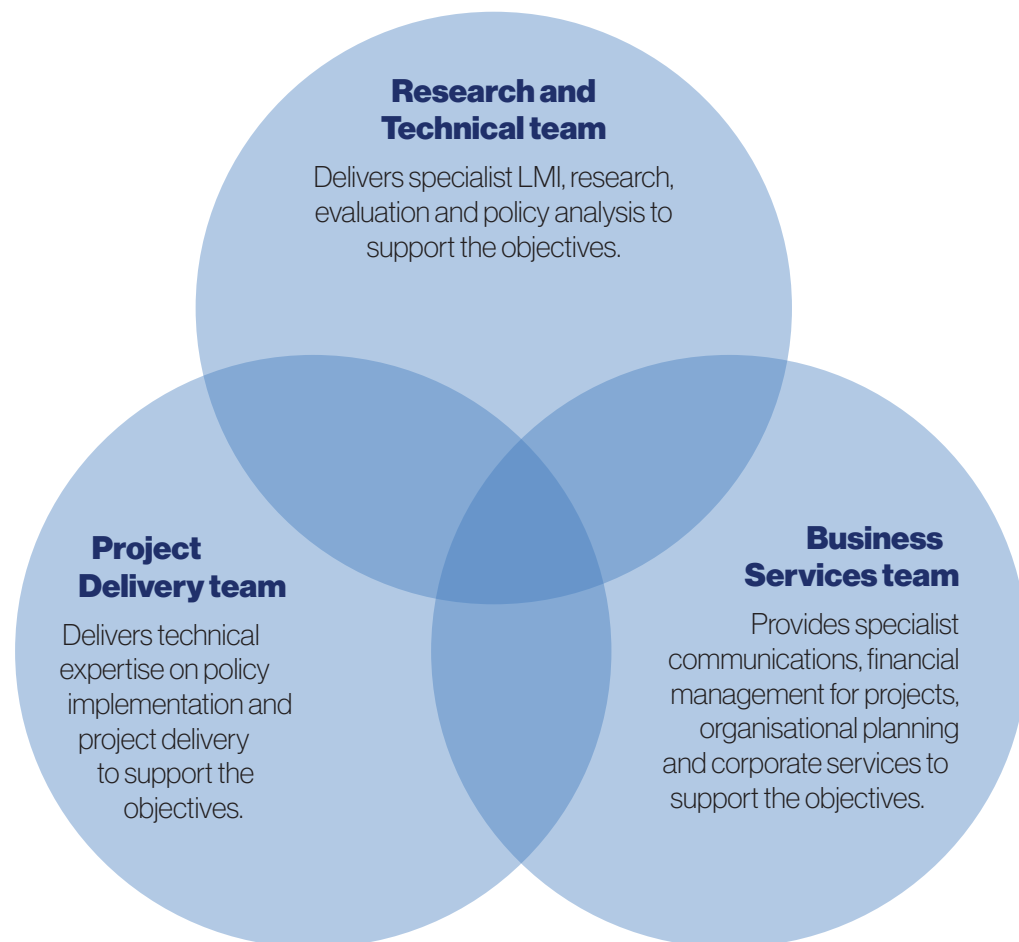 Research and
Technical team
Delivers specialist LMI, research,
evaluation and policy analysis to
support the objectives.
Project
Delivery team
Delivers technical
expertise on policy
implementation and
project delivery
to support the
objectives.
Business
Services team
Provides specialist
communications, financial
management for projects,
organisational planning
and corporate services to
support the objectives.